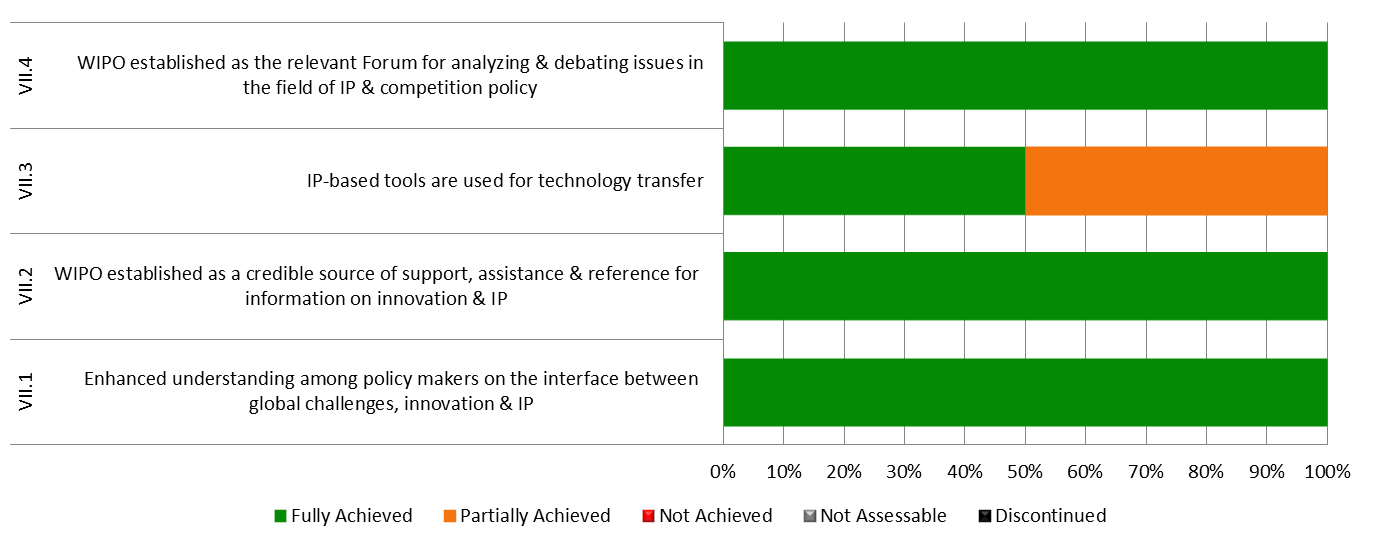 VII.4
WIPO established as the relevant Forum for analyzing & debating issues in
the field of IP & competition policy
VII.3
IP-based tools are used for technology transfer
VII.2
WIPO established as a credible source of support, assistance & reference for
information on innovation & IP
VII.1
Enhanced understanding among policy makers on the interface between
global challenges, innovation & IP
0% 10% 20% 30% 40% 50% 60% 70% 80% 90% 100%
Fully Achieved Partially Achieved Not Achieved Not Assessable Discontinued